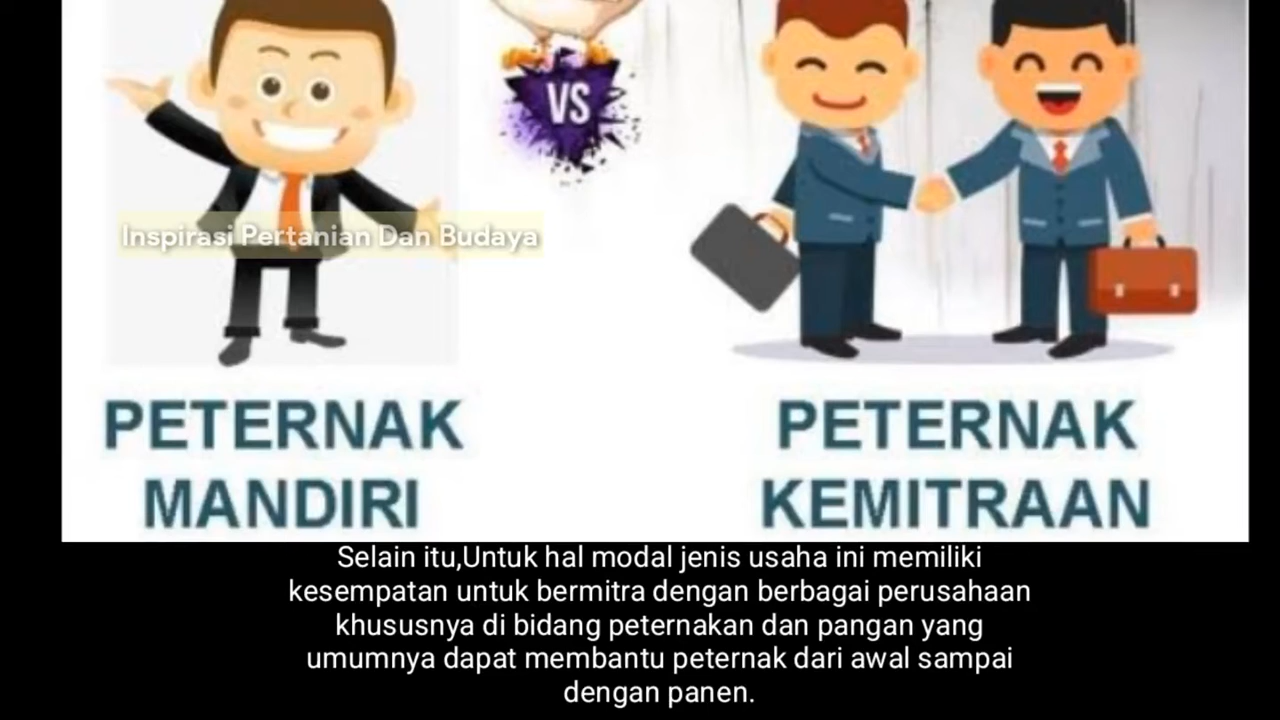 VS
Inspirasi Pertanian Dan Budaya
PETERNAK
MANDIRI
PETERNAK
KEMITRAAN
Selain itu,Untuk hal modal jenis usaha ini memiliki
kesempatan untuk bermitra dengan berbagai perusahaan
khususnya di bidang peternakan dan pangan yang
umumnya dapat membantu peternak dari awal sampai
dengan panen.